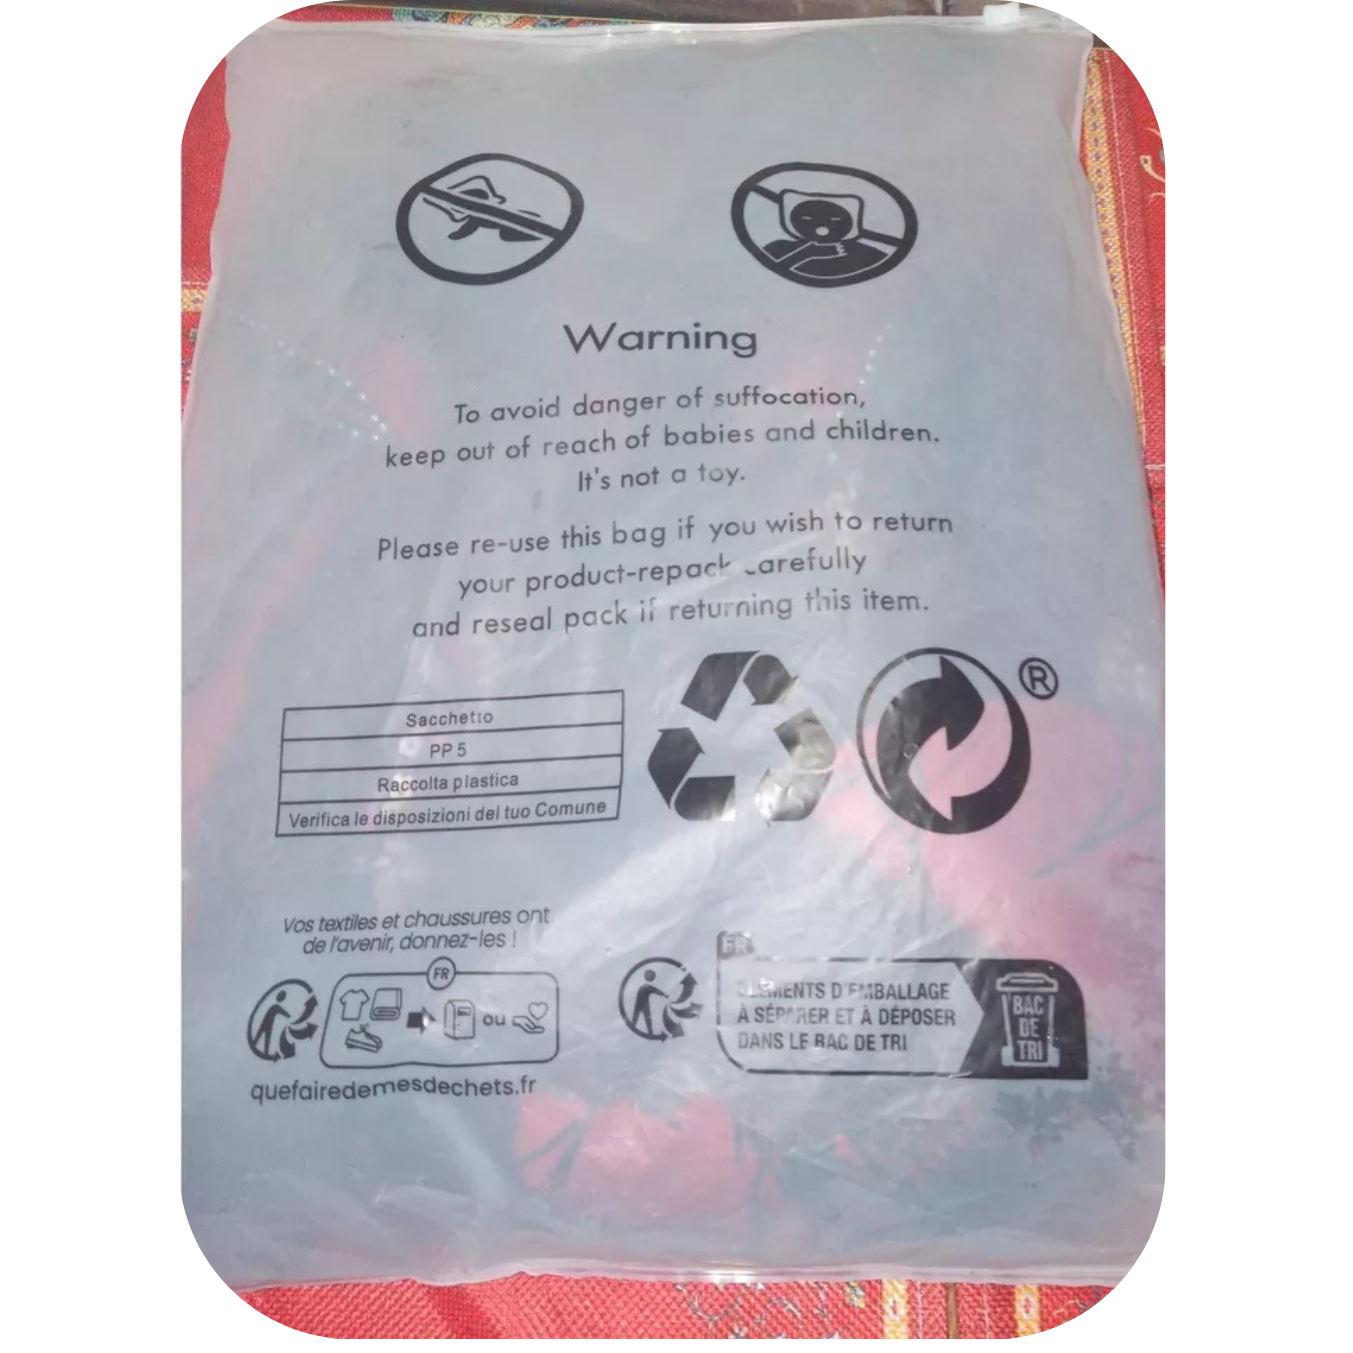 Warning
To avoid danger of suffocation,
keep out of reach of babies and children.
It's not a toy.
Please re-use this bag if you wish to return
your product-repack carefully
and reseal pack if returning this item.
®
Sacchetto
PP 5
Raccolta plastica
Verifica le disposizioni del tuo Comune
Vos textiles et chaussures ont
de l'avenir, donnez-les !
FR
ou
quefairedemesdechets.fr
FR
ÉLÉMENTS D'EMBALLAGE
À SÉPARER ET À DÉPOSER
DANS LE BAC DE TRI
BAC
DE
TRI